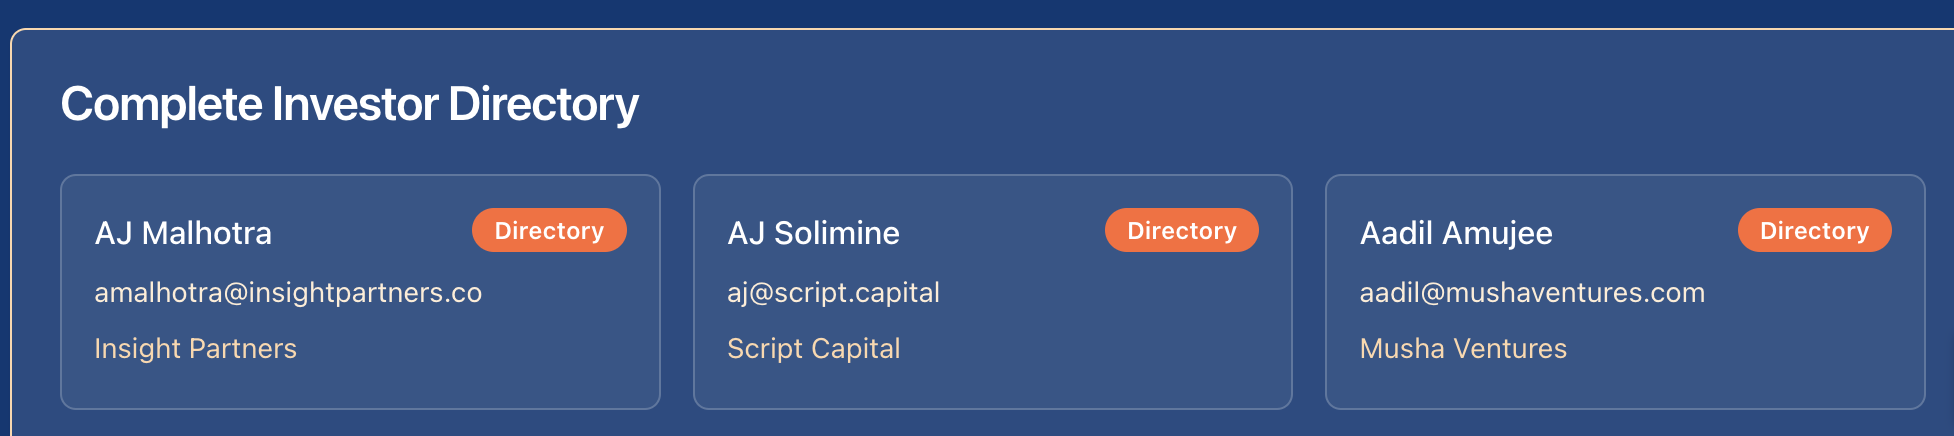 Complete Investor Directory
AJ Malhotra
Directory
amalhotra@insightpartners.co
Insight Partners
AJ Solimine
Directory
aj@script.capital
Script Capital
Aadil Amujee
Directory
aadil@mushaventures.com
Musha Ventures